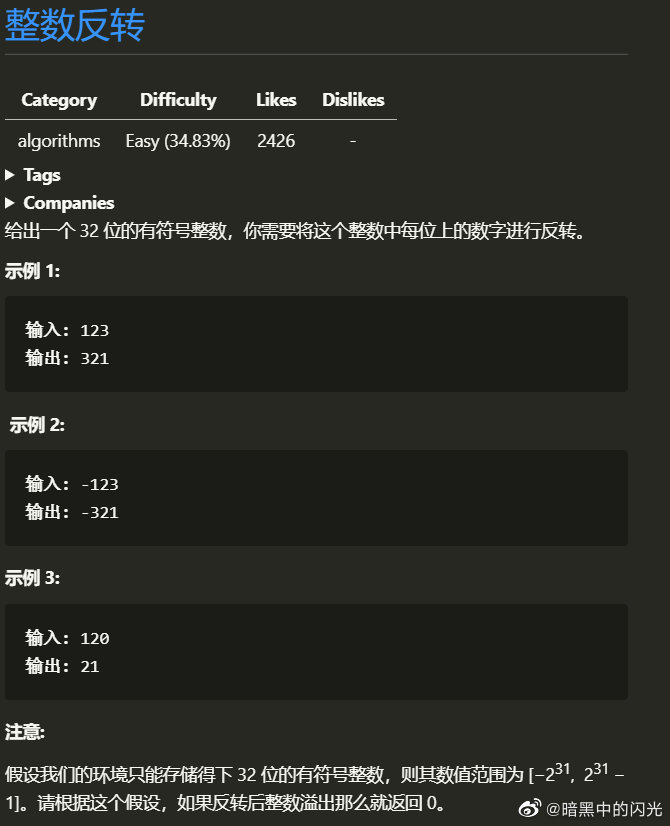 整数反转
Category Difficulty Likes Dislikes
algorithms Easy (34.83%) 2426 -
Tags
Companies
给出一个 32 位的有符号整数，你需要将这个整数中每位上的数字进行反转。
示例 1:
输入: 123
输出: 321
示例 2:
输入: -123
输出: -321
示例 3:
输入: 120
输出: 21
注意:
假设我们的环境只能存储得下 32 位的有符号整数，则其数值范围为 [−2³¹, 2³¹ −
1]。请根据这个假设，如果反转后整数溢出那么就返回 0。
@暗黑中的闪光